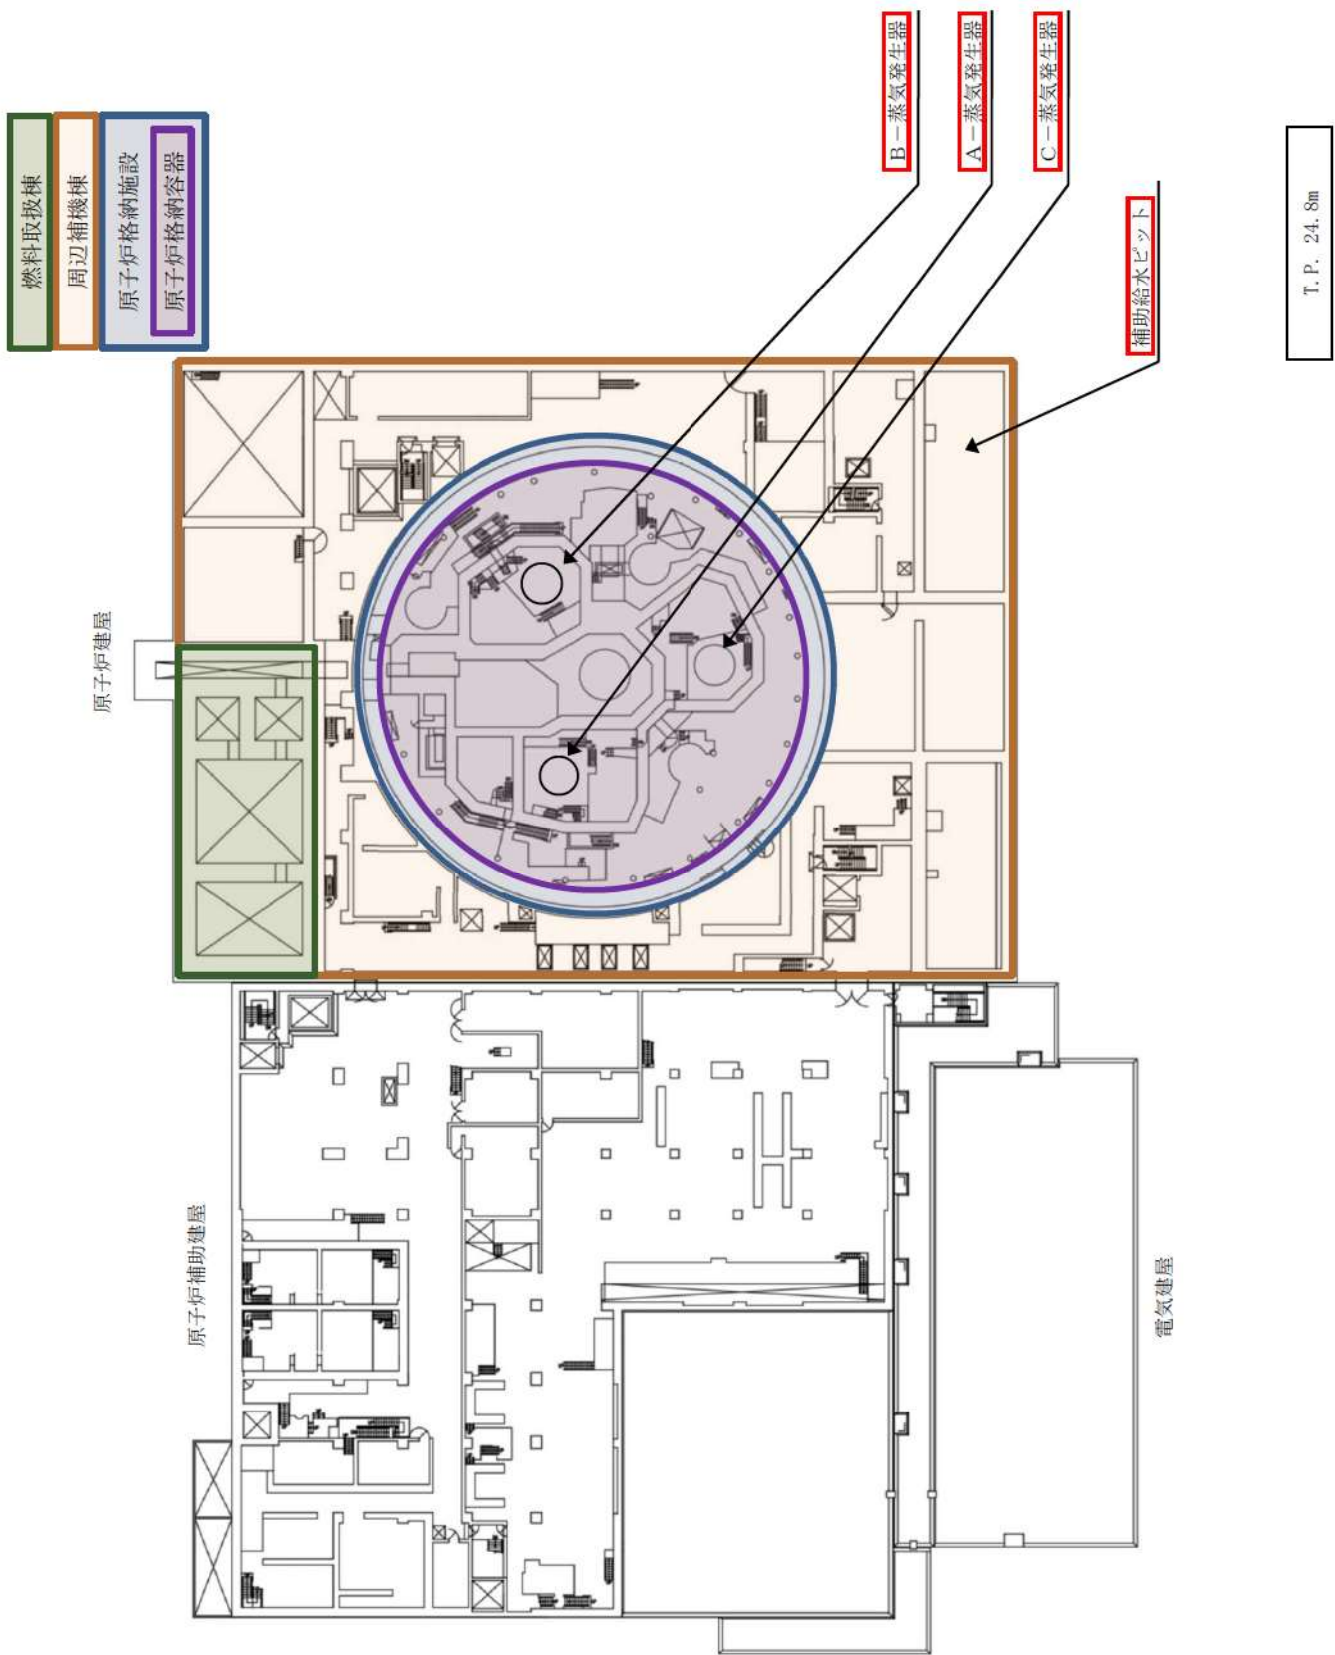 燃料取扱棟
周辺補機棟
原子炉格納施設
原子炉格納容器
B－蒸気発生器
A－蒸気発生器
C－蒸気発生器
補助給水ピット
T.P. 24.8m
原子炉建屋
原子炉補助建屋
電気建屋